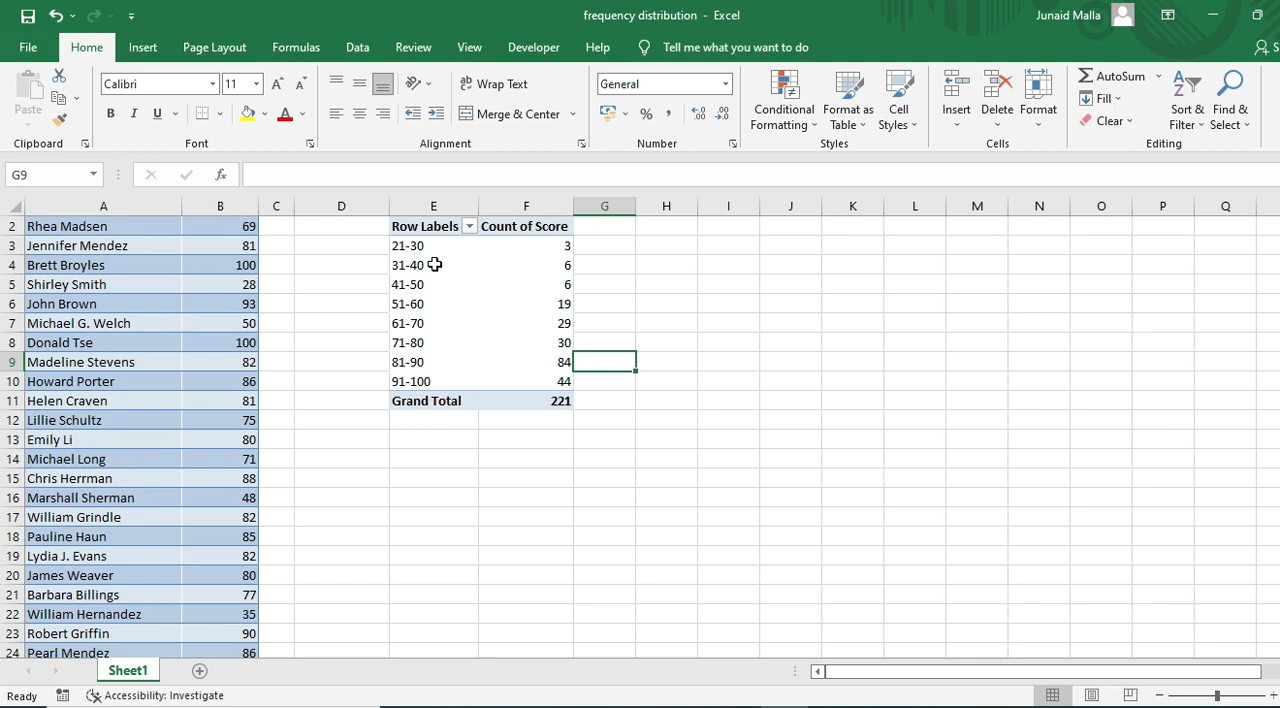 frequency distribution - Excel
Junaid Malla
File Home Insert Page Layout Formulas Data Review View Developer Help Tell me what you want to do S
Paste
Clipboard
Calibri 11
B I U
Font
Wrap Text
Merge & Center
Alignment
General
%
Number
Conditional Formatting
Format as Table
Cell Styles
Styles
Insert Delete Format
Cells
AutoSum
Fill
Clear
Sort & Filter
Find & Select
Editing
G9 fx
A B C D E F G H I J K L M N O P Q
2 Rhea Madsen 69 Row Labels Count of Score
3 Jennifer Mendez 81 21-30 3
4 Brett Broyles 100 31-40 6
5 Shirley Smith 28 41-50 6
6 John Brown 93 51-60 19
7 Michael G. Welch 50 61-70 29
8 Donald Tse 100 71-80 30
9 Madeline Stevens 82 81-90 84
10 Howard Porter 86 91-100 44
11 Helen Craven 81 Grand Total 221
12 Lillie Schultz 75
13 Emily Li 80
14 Michael Long 71
15 Chris Herrman 88
16 Marshall Sherman 48
17 William Grindle 82
18 Pauline Haun 85
19 Lydia J. Evans 82
20 James Weaver 80
21 Barbara Billings 77
22 William Hernandez 35
23 Robert Griffin 90
24 Pearl Mendez 86
Sheet1
Ready Accessibility: Investigate